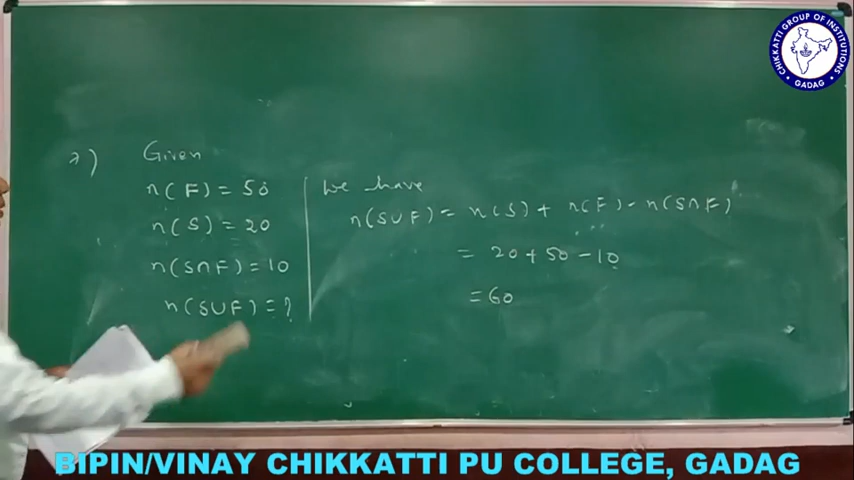 CHIKKATTI GROUP OF INSTITUTIONS
GADAG
7) Given
n(F) = 50
n(S) = 20
n(S∩F) = 10
n(S∪F) = ?
We have
n(S∪F) = n(S) + n(F) - n(S∩F)
= 20 + 50 - 10
= 60
BIPIN/VINAY CHIKKATTI PU COLLEGE, GADAG